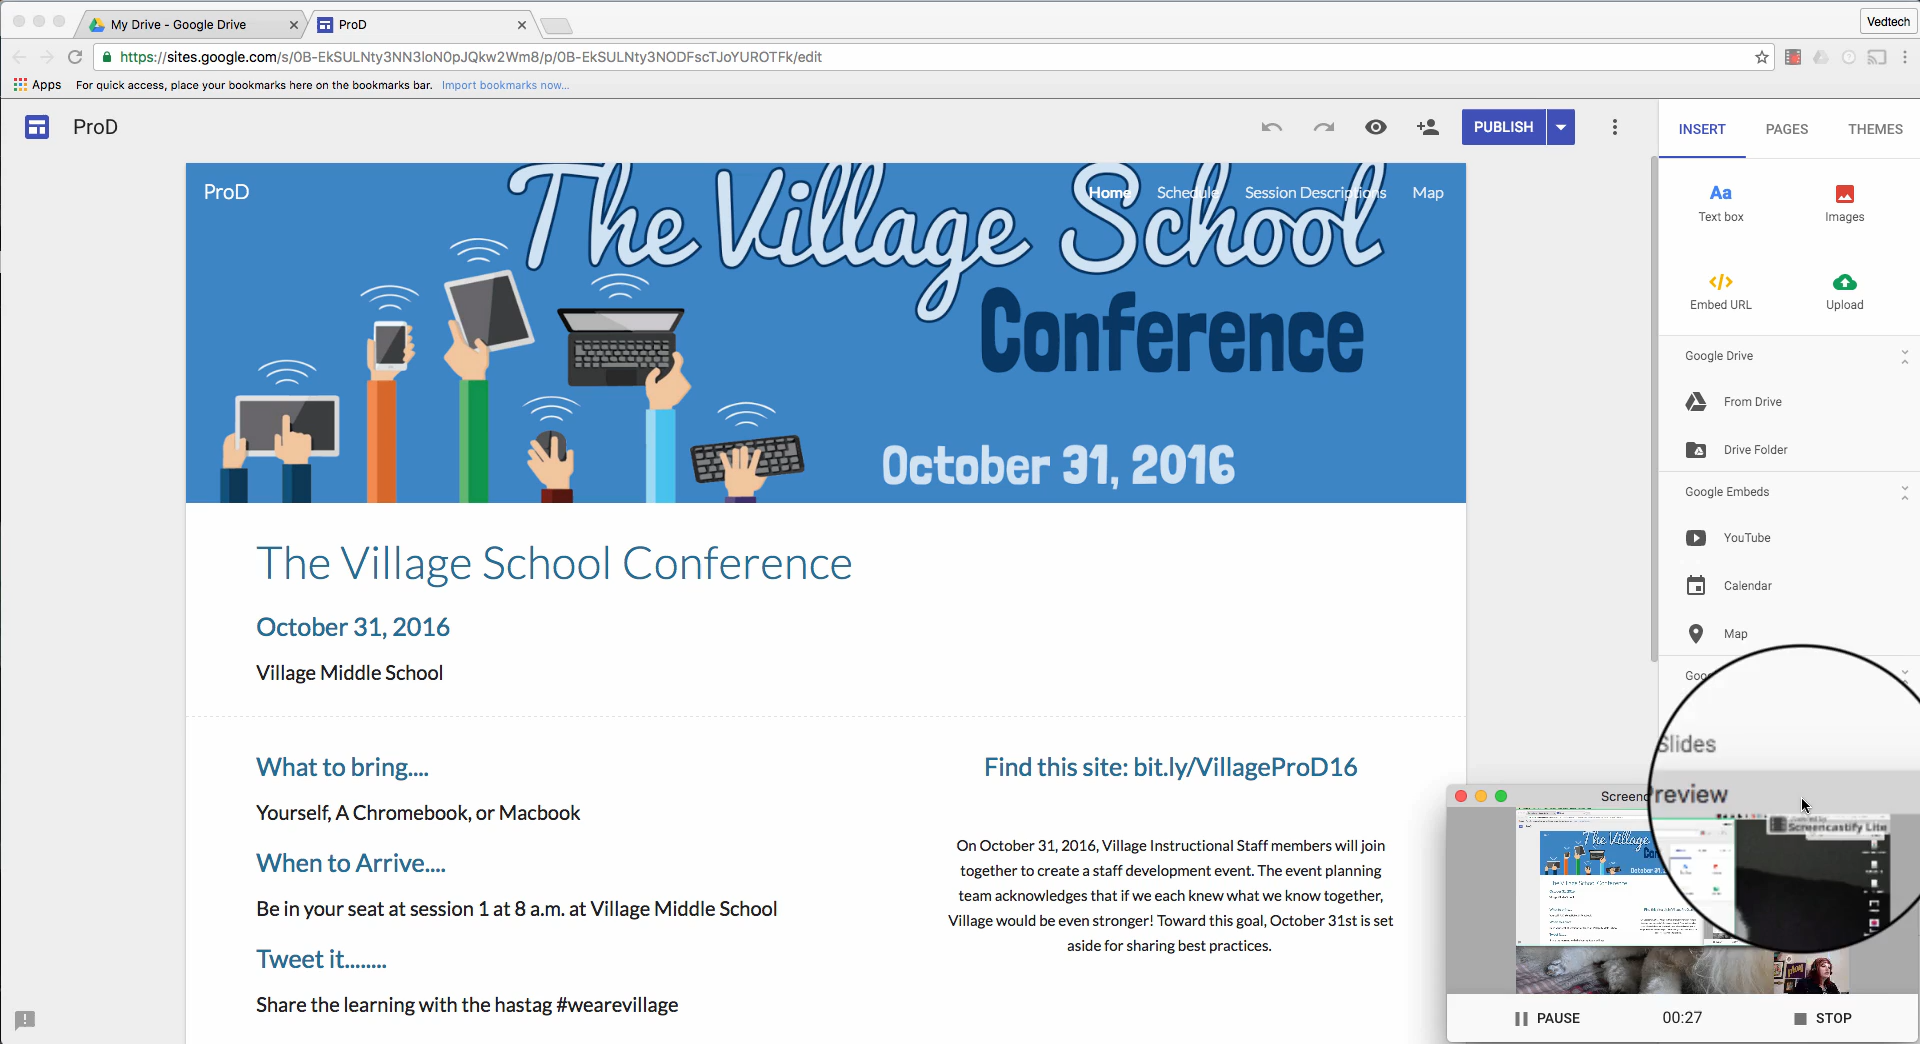 My Drive - Google Drive
ProD
Vedtech
https://sites.google.com/s/0B-EkSULNty3NN3loN0pJQkw2Wm8/p/0B-EkSULNty3NODFscTJoYUROTFk/edit
Apps For quick access, place your bookmarks here on the bookmarks bar. Import bookmarks now...
ProD
PUBLISH
INSERT PAGES THEMES
ProD
Home Schedule Session Descriptions Map
The Village School
Conference
October 31, 2016
The Village School Conference
October 31, 2016
Village Middle School
What to bring....
Yourself, A Chromebook, or Macbook
When to Arrive....
Be in your seat at session 1 at 8 a.m. at Village Middle School
Tweet it........
Share the learning with the hastag #wearevillage
Find this site: bit.ly/VillageProD16
On October 31, 2016, Village Instructional Staff members will join
together to create a staff development event. The event planning
team acknowledges that if we each knew what we know together,
Village would be even stronger! Toward this goal, October 31st is set
aside for sharing best practices.
Aa
Text box Images
Embed URL Upload
Google Drive
From Drive
Drive Folder
Google Embeds
YouTube
Calendar
Map
Goo
Slides
Screenc
Preview
Screencastify Lite
PAUSE 00:27 STOP